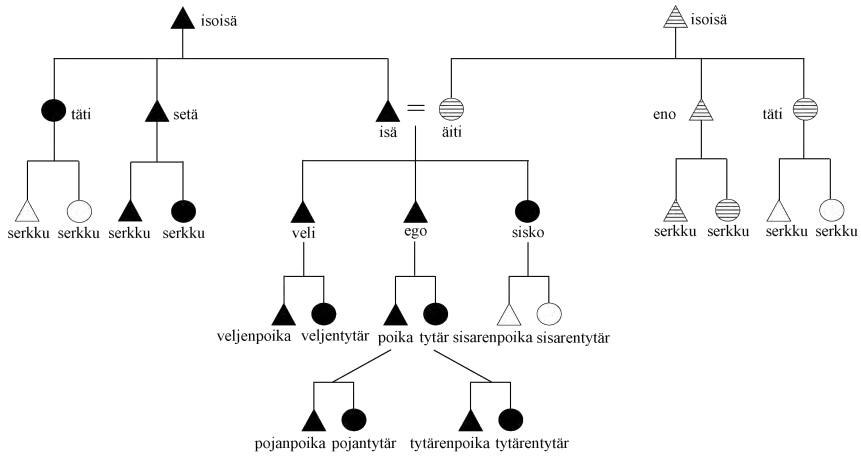 isoisä isoisä
täti setä eno täti
isä = äiti
serkku serkku serkku serkku veli ego sisko serkku serkku serkku serkku
veljenpoika veljentytär poika tytär sisarenpoika sisarentytär
pojanpoika pojantytär tytärenpoika tytärentytär